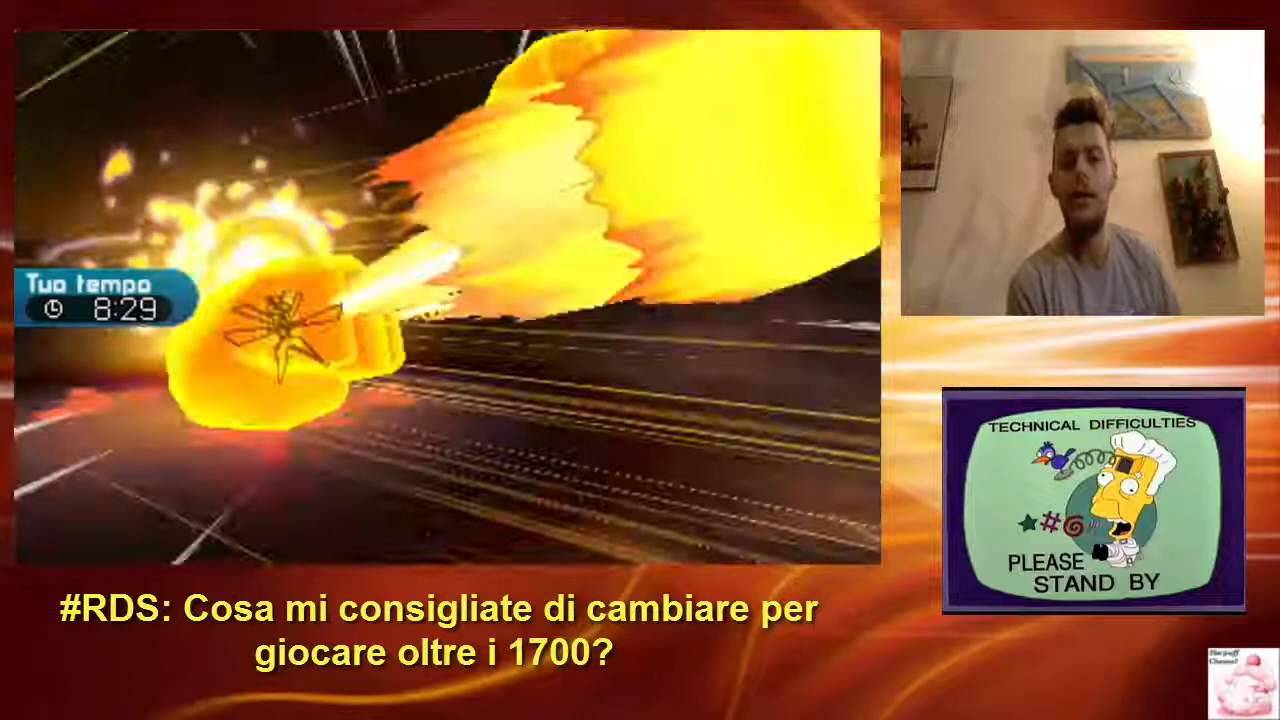 Tuo tempo
8:29
TECHNICAL DIFFICULTIES
PLEASE
STAND BY
#RDS: Cosa mi consigliate di cambiare per
giocare oltre i 1700?